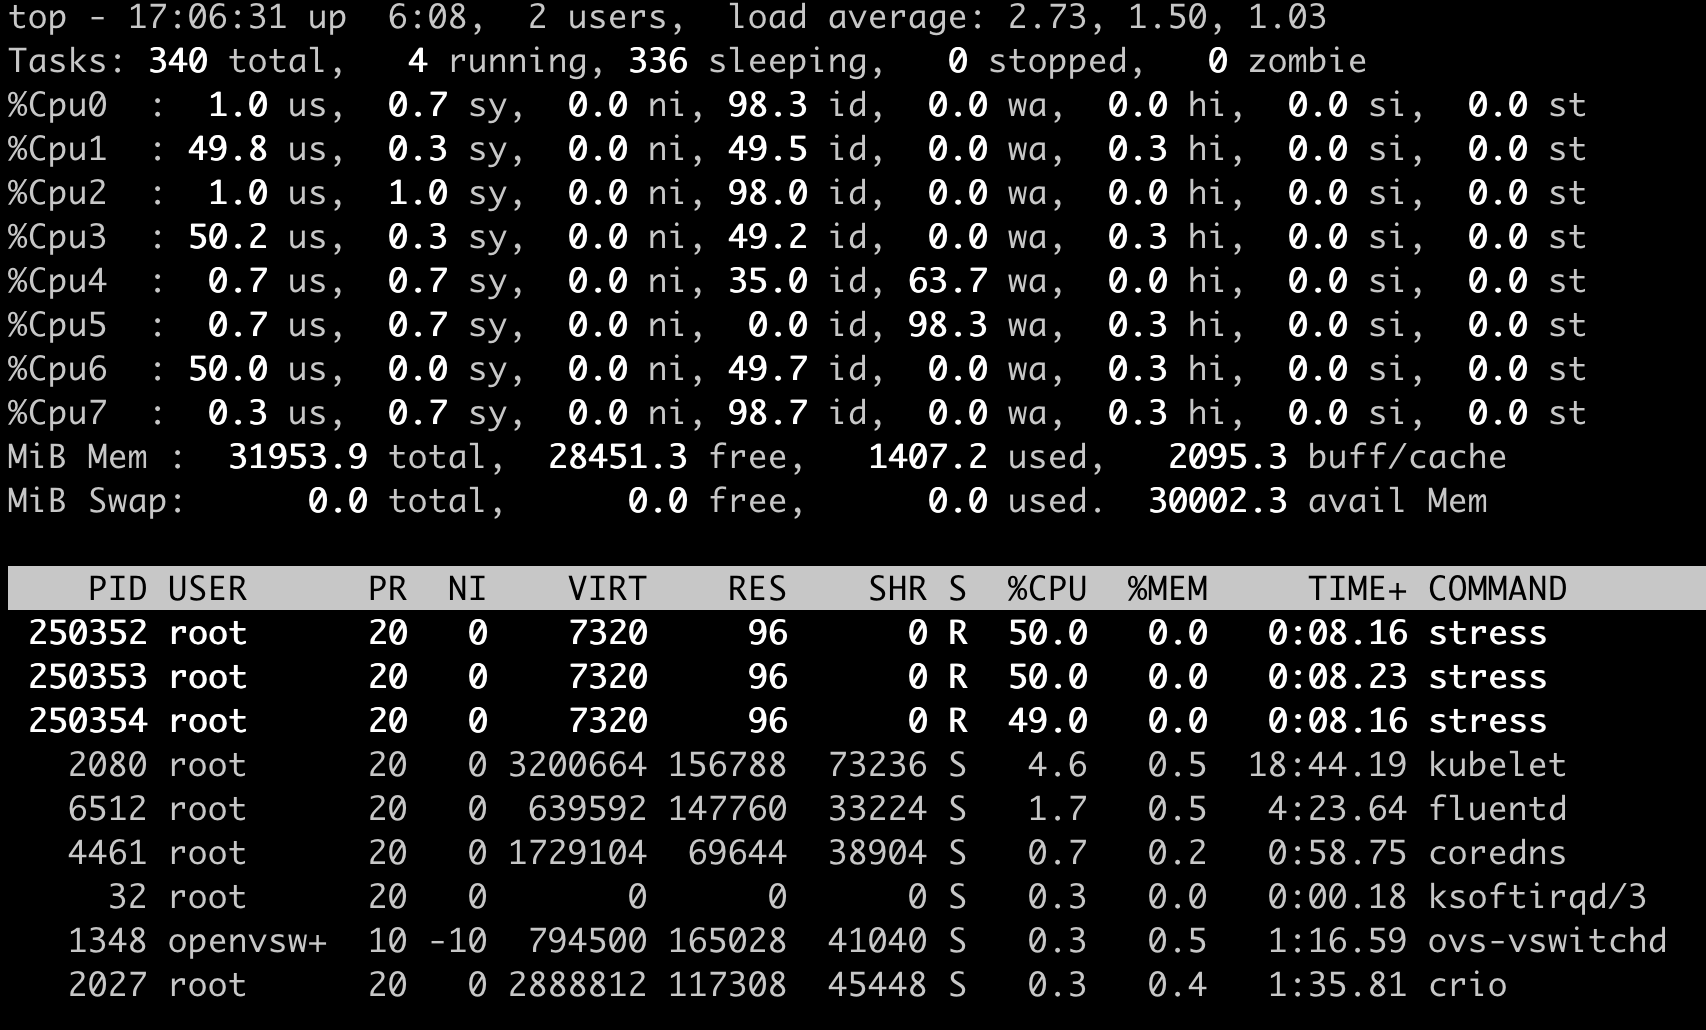 top - 17:06:31 up  6:08,  2 users,  load average: 2.73, 1.50, 1.03
Tasks: 340 total,   4 running, 336 sleeping,   0 stopped,   0 zombie
%Cpu0  :  1.0 us,  0.7 sy,  0.0 ni, 98.3 id,  0.0 wa,  0.0 hi,  0.0 si,  0.0 st
%Cpu1  : 49.8 us,  0.3 sy,  0.0 ni, 49.5 id,  0.0 wa,  0.3 hi,  0.0 si,  0.0 st
%Cpu2  :  1.0 us,  1.0 sy,  0.0 ni, 98.0 id,  0.0 wa,  0.0 hi,  0.0 si,  0.0 st
%Cpu3  : 50.2 us,  0.3 sy,  0.0 ni, 49.2 id,  0.0 wa,  0.3 hi,  0.0 si,  0.0 st
%Cpu4  :  0.7 us,  0.7 sy,  0.0 ni, 35.0 id, 63.7 wa,  0.0 hi,  0.0 si,  0.0 st
%Cpu5  :  0.7 us,  0.7 sy,  0.0 ni,  0.0 id, 98.3 wa,  0.3 hi,  0.0 si,  0.0 st
%Cpu6  : 50.0 us,  0.0 sy,  0.0 ni, 49.7 id,  0.0 wa,  0.3 hi,  0.0 si,  0.0 st
%Cpu7  :  0.3 us,  0.7 sy,  0.0 ni, 98.7 id,  0.0 wa,  0.3 hi,  0.0 si,  0.0 st
MiB Mem :  31953.9 total,  28451.3 free,   1407.2 used,   2095.3 buff/cache
MiB Swap:      0.0 total,      0.0 free,      0.0 used.  30002.3 avail Mem
    PID USER      PR  NI    VIRT    RES    SHR S  %CPU  %MEM     TIME+ COMMAND
 250352 root      20   0    7320     96      0 R  50.0   0.0   0:08.16 stress
 250353 root      20   0    7320     96      0 R  50.0   0.0   0:08.23 stress
 250354 root      20   0    7320     96      0 R  49.0   0.0   0:08.16 stress
   2080 root      20   0 3200664 156788  73236 S   4.6   0.5  18:44.19 kubelet
   6512 root      20   0  639592 147760  33224 S   1.7   0.5   4:23.64 fluentd
   4461 root      20   0 1729104  69644  38904 S   0.7   0.2   0:58.75 coredns
     32 root      20   0       0      0      0 S   0.3   0.0   0:00.18 ksoftirqd/3
   1348 openvsw+  10 -10  794500 165028  41040 S   0.3   0.5   1:16.59 ovs-vswitchd
   2027 root      20   0 2888812 117308  45448 S   0.3   0.4   1:35.81 crio